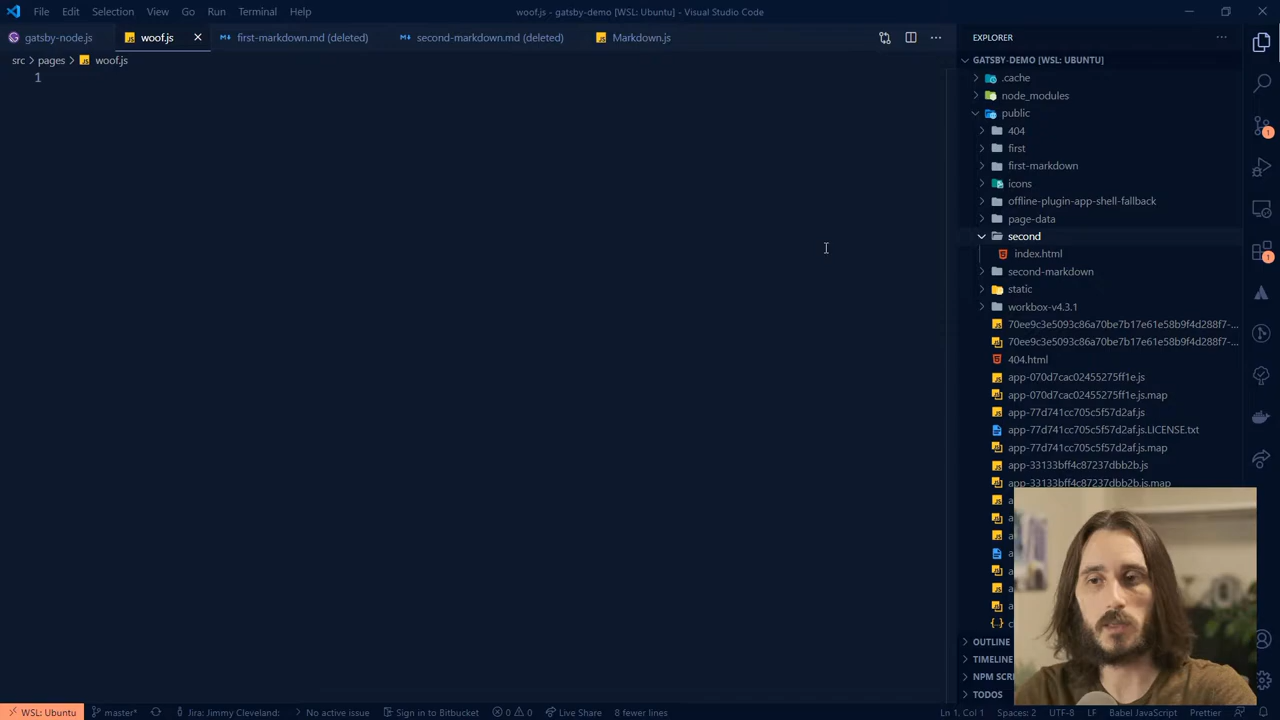 File Edit Selection View Go Run Terminal Help
woof.js - gatsby-demo [WSL: Ubuntu] - Visual Studio Code
gatsby-node.js
woof.js
first-markdown.md (deleted)
second-markdown.md (deleted)
Markdown.js
src > pages > woof.js
1
EXPLORER
GATSBY-DEMO [WSL: UBUNTU]
.cache
node_modules
public
404
first
first-markdown
icons
offline-plugin-app-shell-fallback
page-data
second
index.html
second-markdown
static
workbox-v4.3.1
70ee9c3e5093c86a70be7b17e61e58b9f4d288f7-...
70ee9c3e5093c86a70be7b17e61e58b9f4d288f7-...
404.html
app-070d7cac02455275ff1e.js
app-070d7cac02455275ff1e.js.map
app-77d741cc705c5f57d2af.js
app-77d741cc705c5f57d2af.js.LICENSE.txt
app-77d741cc705c5f57d2af.js.map
app-33133bff4c87237dbb2b.js
app-33133bff4c87237dbb2b.js.map
OUTLINE
TIMELINE
NPM SCRI
TODOS
1
1
WSL: Ubuntu master* Jira: Jimmy Cleveland: No active issue Sign in to Bitbucket 0 0 Live Share 8 fewer lines Ln 1, Col 1 Spaces: 2 UTF-8 LF Babel JavaScript Prettier